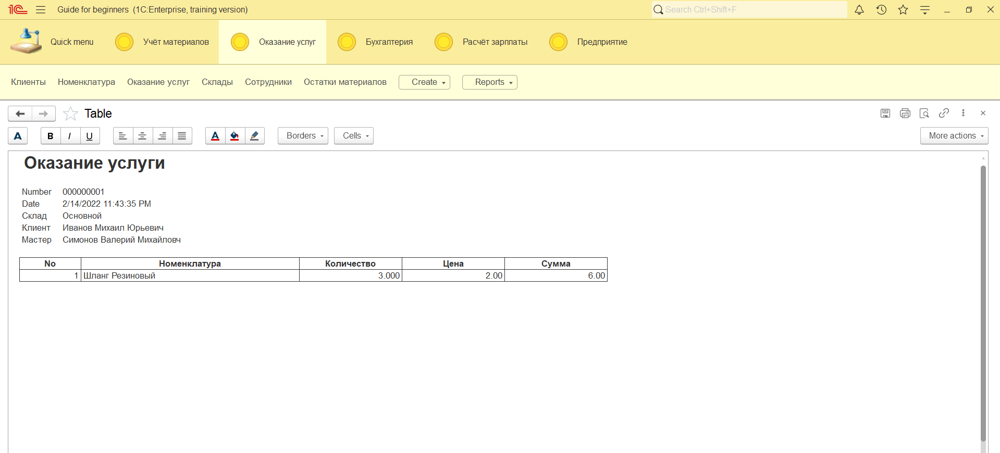 1C Guide for beginners (1C:Enterprise, training version) Search Ctrl+Shift+F
Quick menu Учёт материалов Оказание услуг Бухгалтерия Расчёт зарплаты Предприятие
Клиенты Номенклатура Оказание услуг Склады Сотрудники Остатки материалов Create Reports
Table
A B I U A Borders Cells More actions
Оказание услуги
Number 000000001
Date 2/14/2022 11:43:35 PM
Склад Основной
Клиент Иванов Михаил Юрьевич
Мастер Симонов Валерий Михайловч
No Номенклатура Количество Цена Сумма
1 Шланг Резиновый 3.000 2.00 6.00